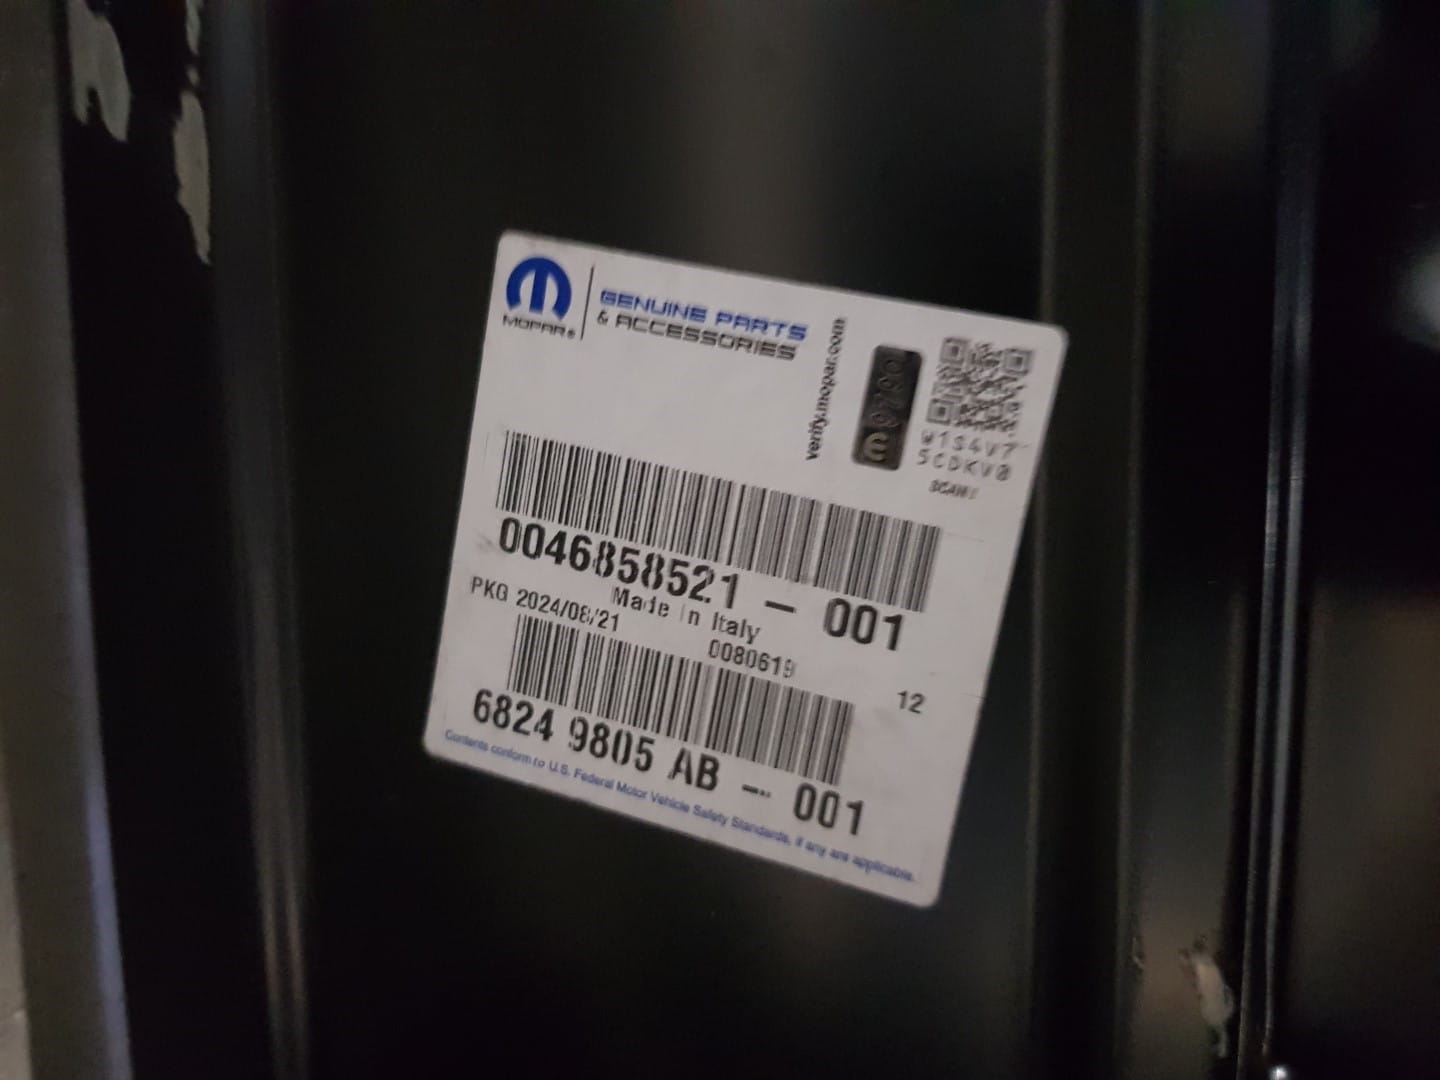 MOPAR®
GENUINE PARTS
& ACCESSORIES
verify.mopar.com
W1S4V7
5CDKV8
SCAN
0046858521 - 001
Made in Italy
PKG 2024/08/21
0080619
12
6824 9805 AB - 001
Contents conform to U.S. Federal Motor Vehicle Safety Standards, if any are applicable.